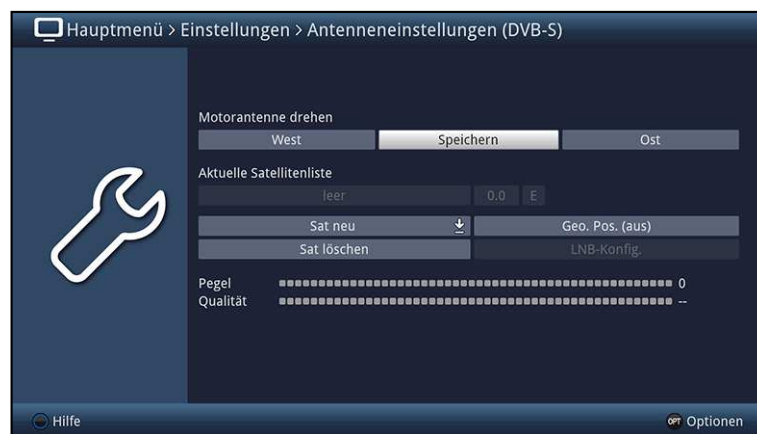 Hauptmenü > Einstellungen > Antenneneinstellungen (DVB-S)
Motorantenne drehen
West Speichern Ost
Aktuelle Satellitenliste
leer 0.0 E
Sat neu Geo. Pos. (aus)
Sat löschen LNB-Konfig.
Pegel 0
Qualität --
Hilfe OPT Optionen